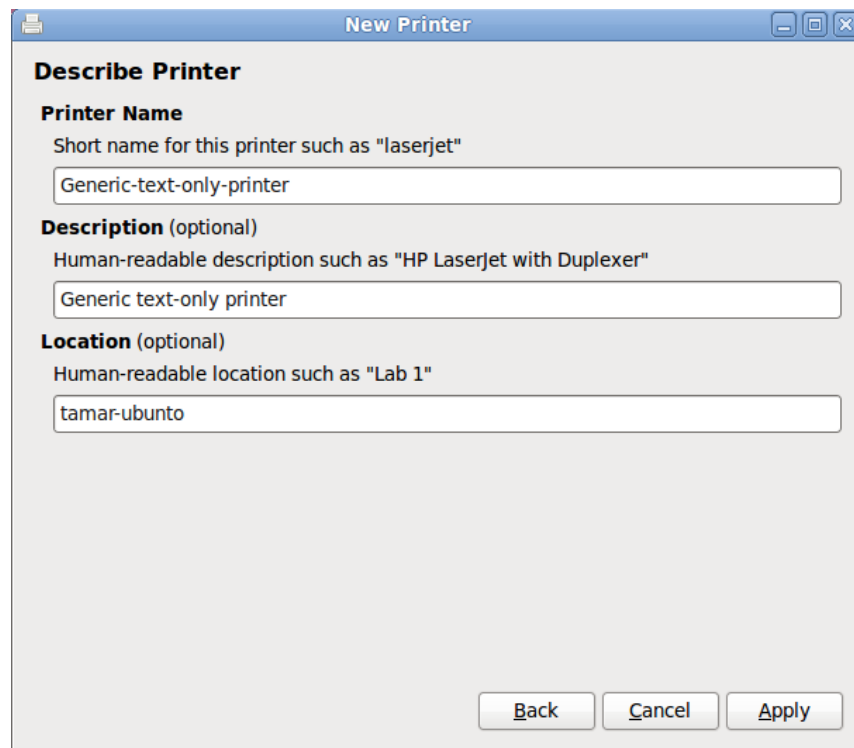 New Printer
Describe Printer
Printer Name
Short name for this printer such as "laserjet"
Generic-text-only-printer
Description (optional)
Human-readable description such as "HP LaserJet with Duplexer"
Generic text-only printer
Location (optional)
Human-readable location such as "Lab 1"
tamar-ubunto
Back Cancel Apply